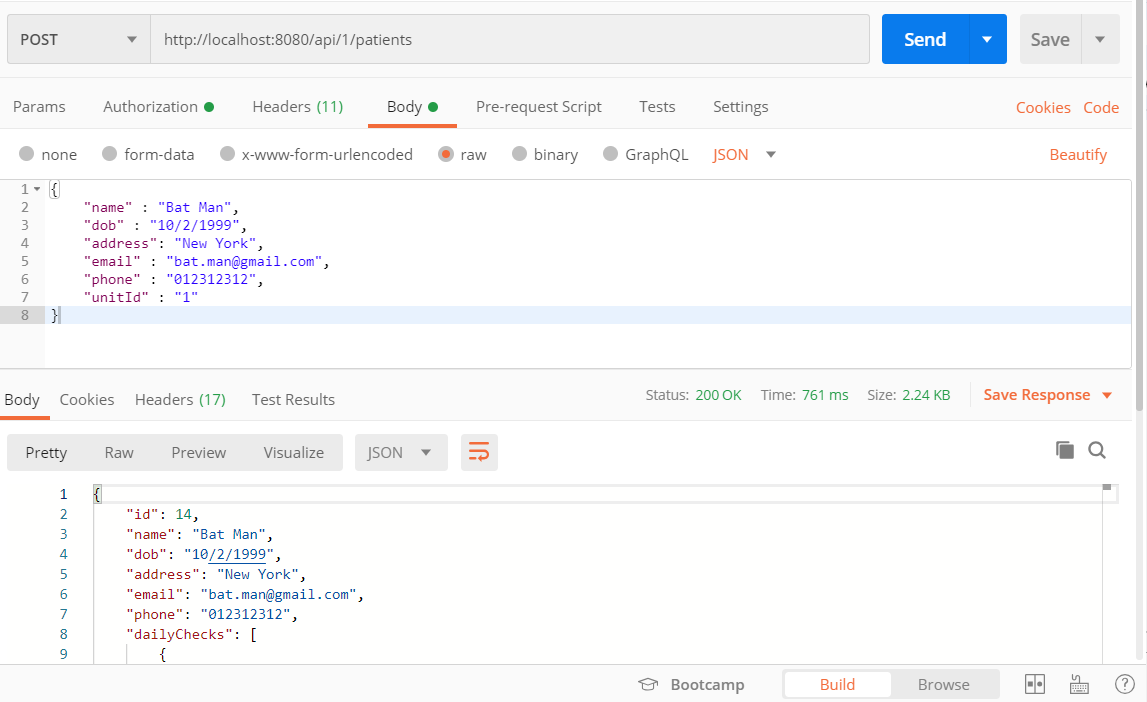 POST http://localhost:8080/api/1/patients Send Save
Params Authorization Headers (11) Body Pre-request Script Tests Settings Cookies Code
none form-data x-www-form-urlencoded raw binary GraphQL JSON Beautify
1 {
2 "name" : "Bat Man",
3 "dob" : "10/2/1999",
4 "address": "New York",
5 "email" : "bat.man@gmail.com",
6 "phone" : "012312312",
7 "unitId" : "1"
8 }
Body Cookies Headers (17) Test Results Status: 200 OK Time: 761 ms Size: 2.24 KB Save Response
Pretty Raw Preview Visualize JSON
1 {
2 "id": 14,
3 "name": "Bat Man",
4 "dob": "10/2/1999",
5 "address": "New York",
6 "email": "bat.man@gmail.com",
7 "phone": "012312312",
8 "dailyChecks": [
9 {
Bootcamp Build Browse ?